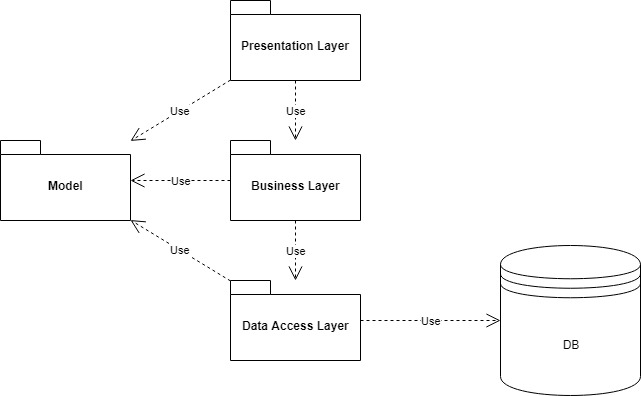 Presentation Layer
Use
Use
Model
Use
Business Layer
Use
Use
Data Access Layer
Use
DB